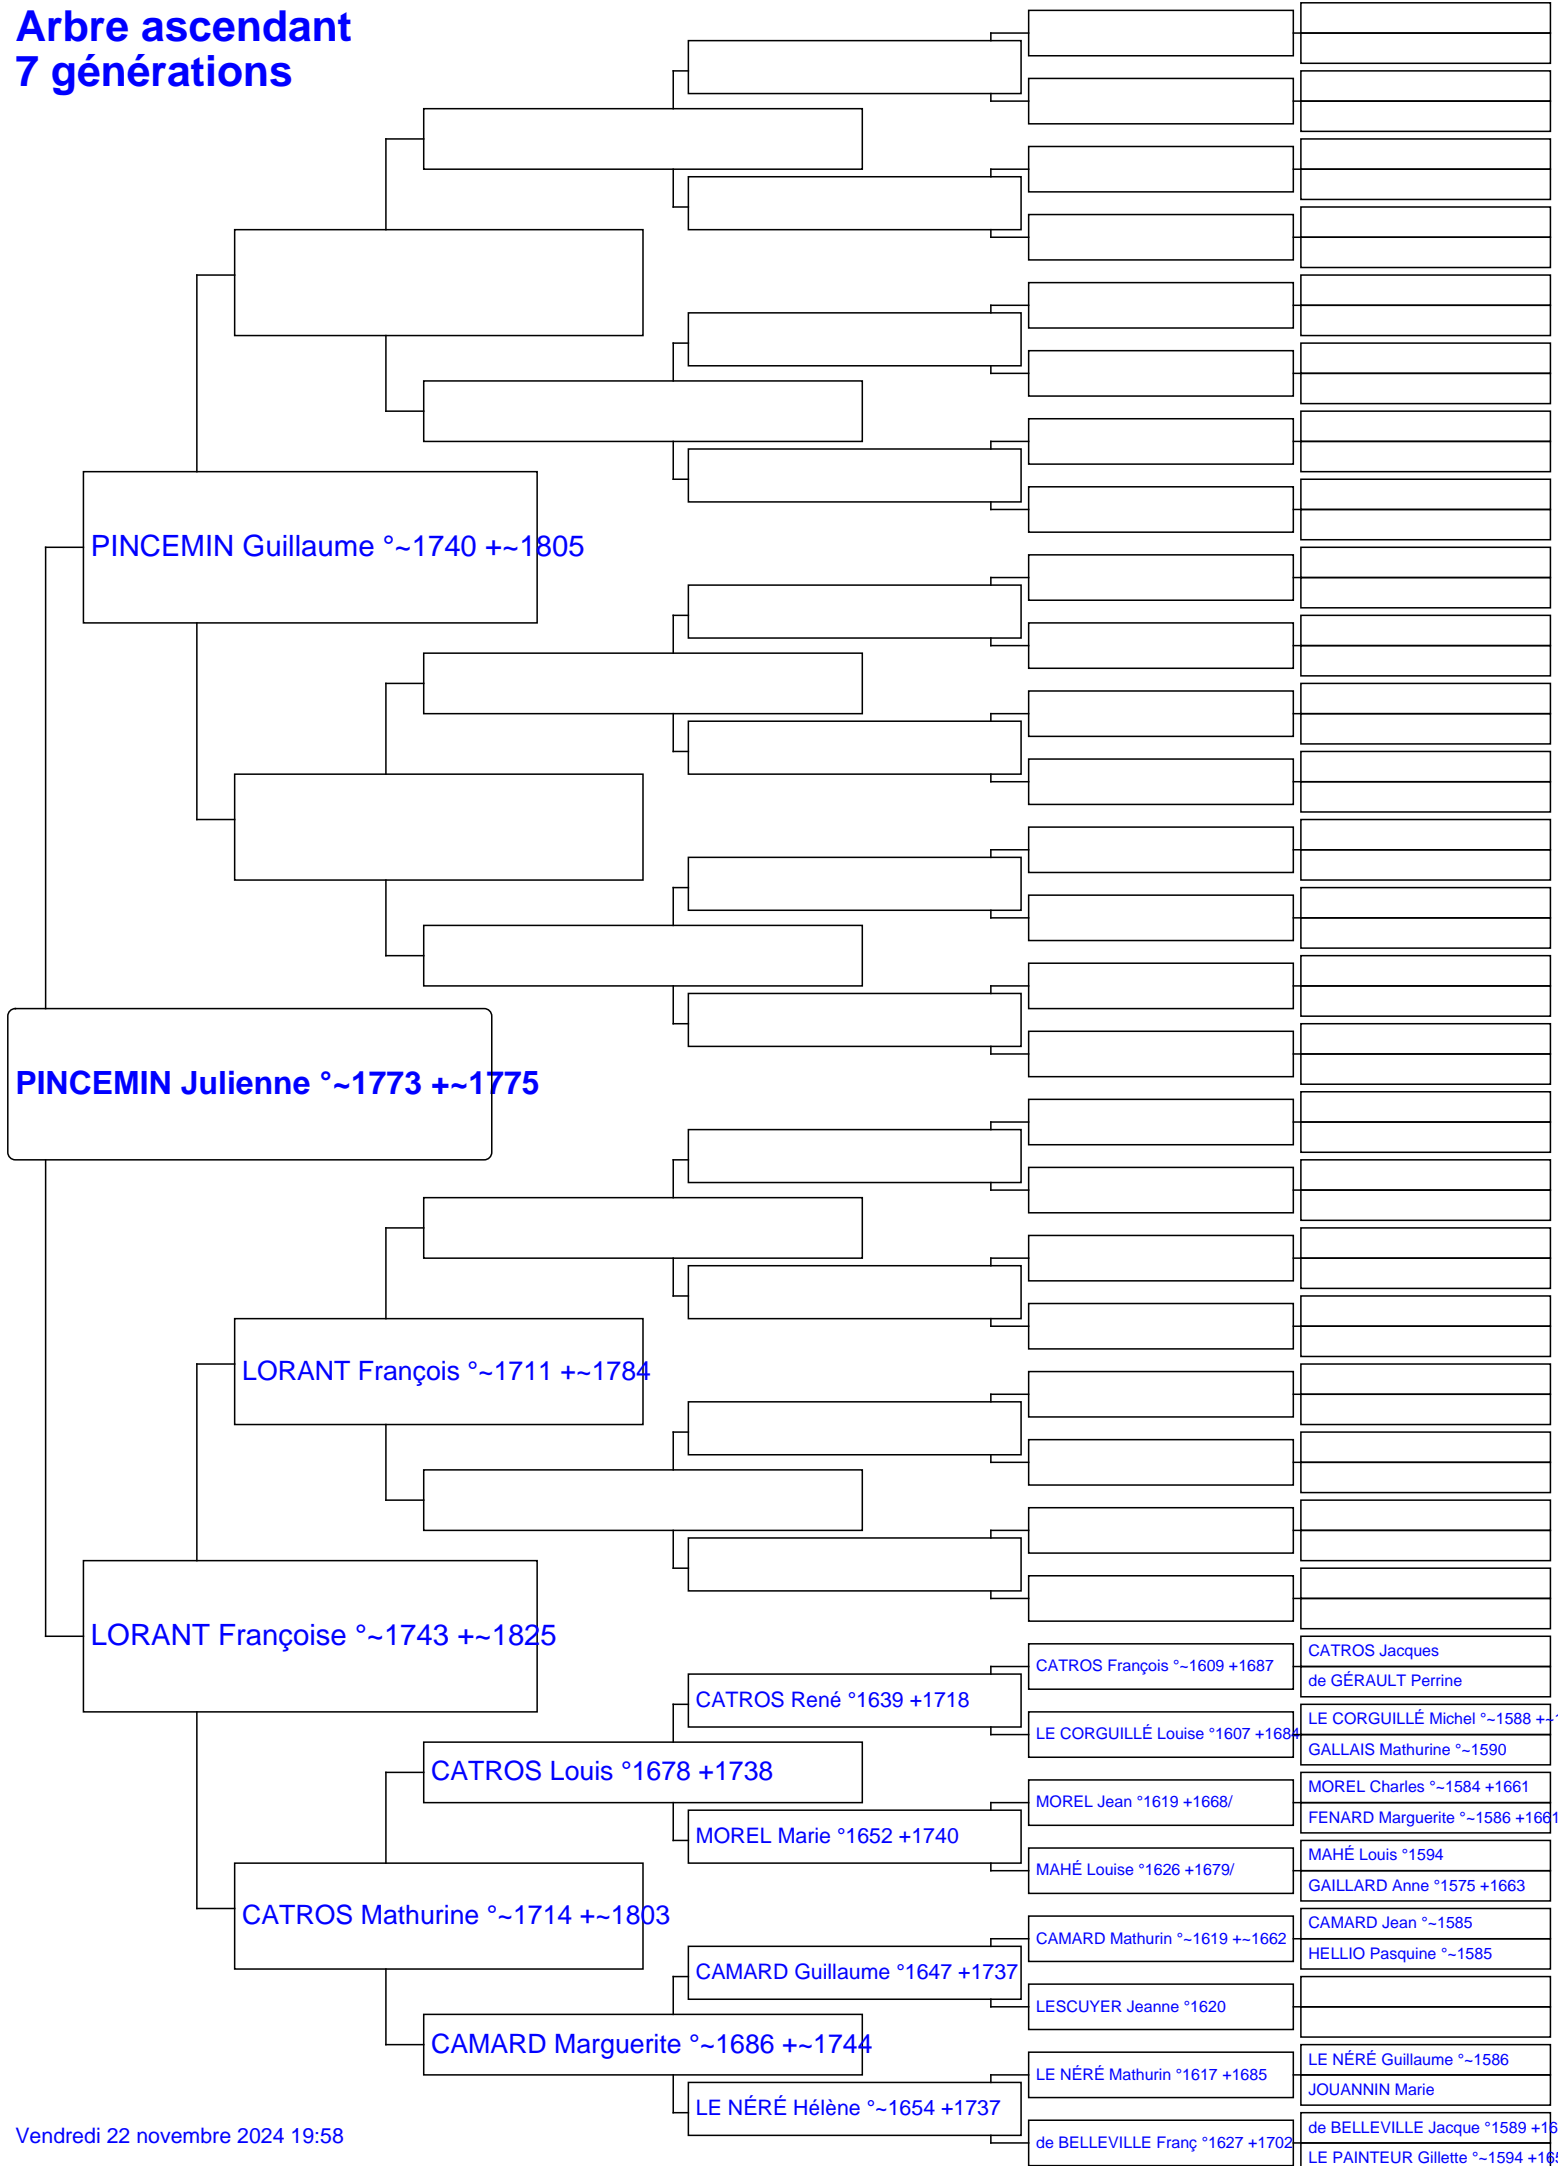 Arbre ascendant
7 générations
PINCEMIN Guillaume °~1740 +~1805
PINCEMIN Julienne °~1773 +~1775
LORANT François °~1711 +~1784
LORANT Françoise °~1743 +~1825
CATROS Jacques
CATROS François °~1609 +1687
de GÉRAULT Perrine
CATROS René °1639 +1718
LE CORGUILLÉ Michel °~1588 +~1
LE CORGUILLÉ Louise °1607 +1684
GALLAIS Mathurine °~1590
CATROS Louis °1678 +1738
MOREL Charles °~1584 +1661
MOREL Jean °1619 +1668/
FENARD Marguerite °~1586 +1661
MOREL Marie °1652 +1740
MAHÉ Louis °1594
MAHÉ Louise °1626 +1679/
GAILLARD Anne °1575 +1663
CATROS Mathurine °~1714 +~1803
CAMARD Jean °~1585
CAMARD Mathurin °~1619 +~1662
HELLIO Pasquine °~1585
CAMARD Guillaume °1647 +1737
LESCUYER Jeanne °1620
CAMARD Marguerite °~1686 +~1744
LE NÉRÉ Guillaume °~1586
LE NÉRÉ Mathurin °1617 +1685
JOUANNIN Marie
LE NÉRÉ Hélène °~1654 +1737
de BELLEVILLE Jacque °1589 +16
de BELLEVILLE Franç °1627 +1702
LE PAINTEUR Gillette °~1594 +165
Vendredi 22 novembre 2024 19:58